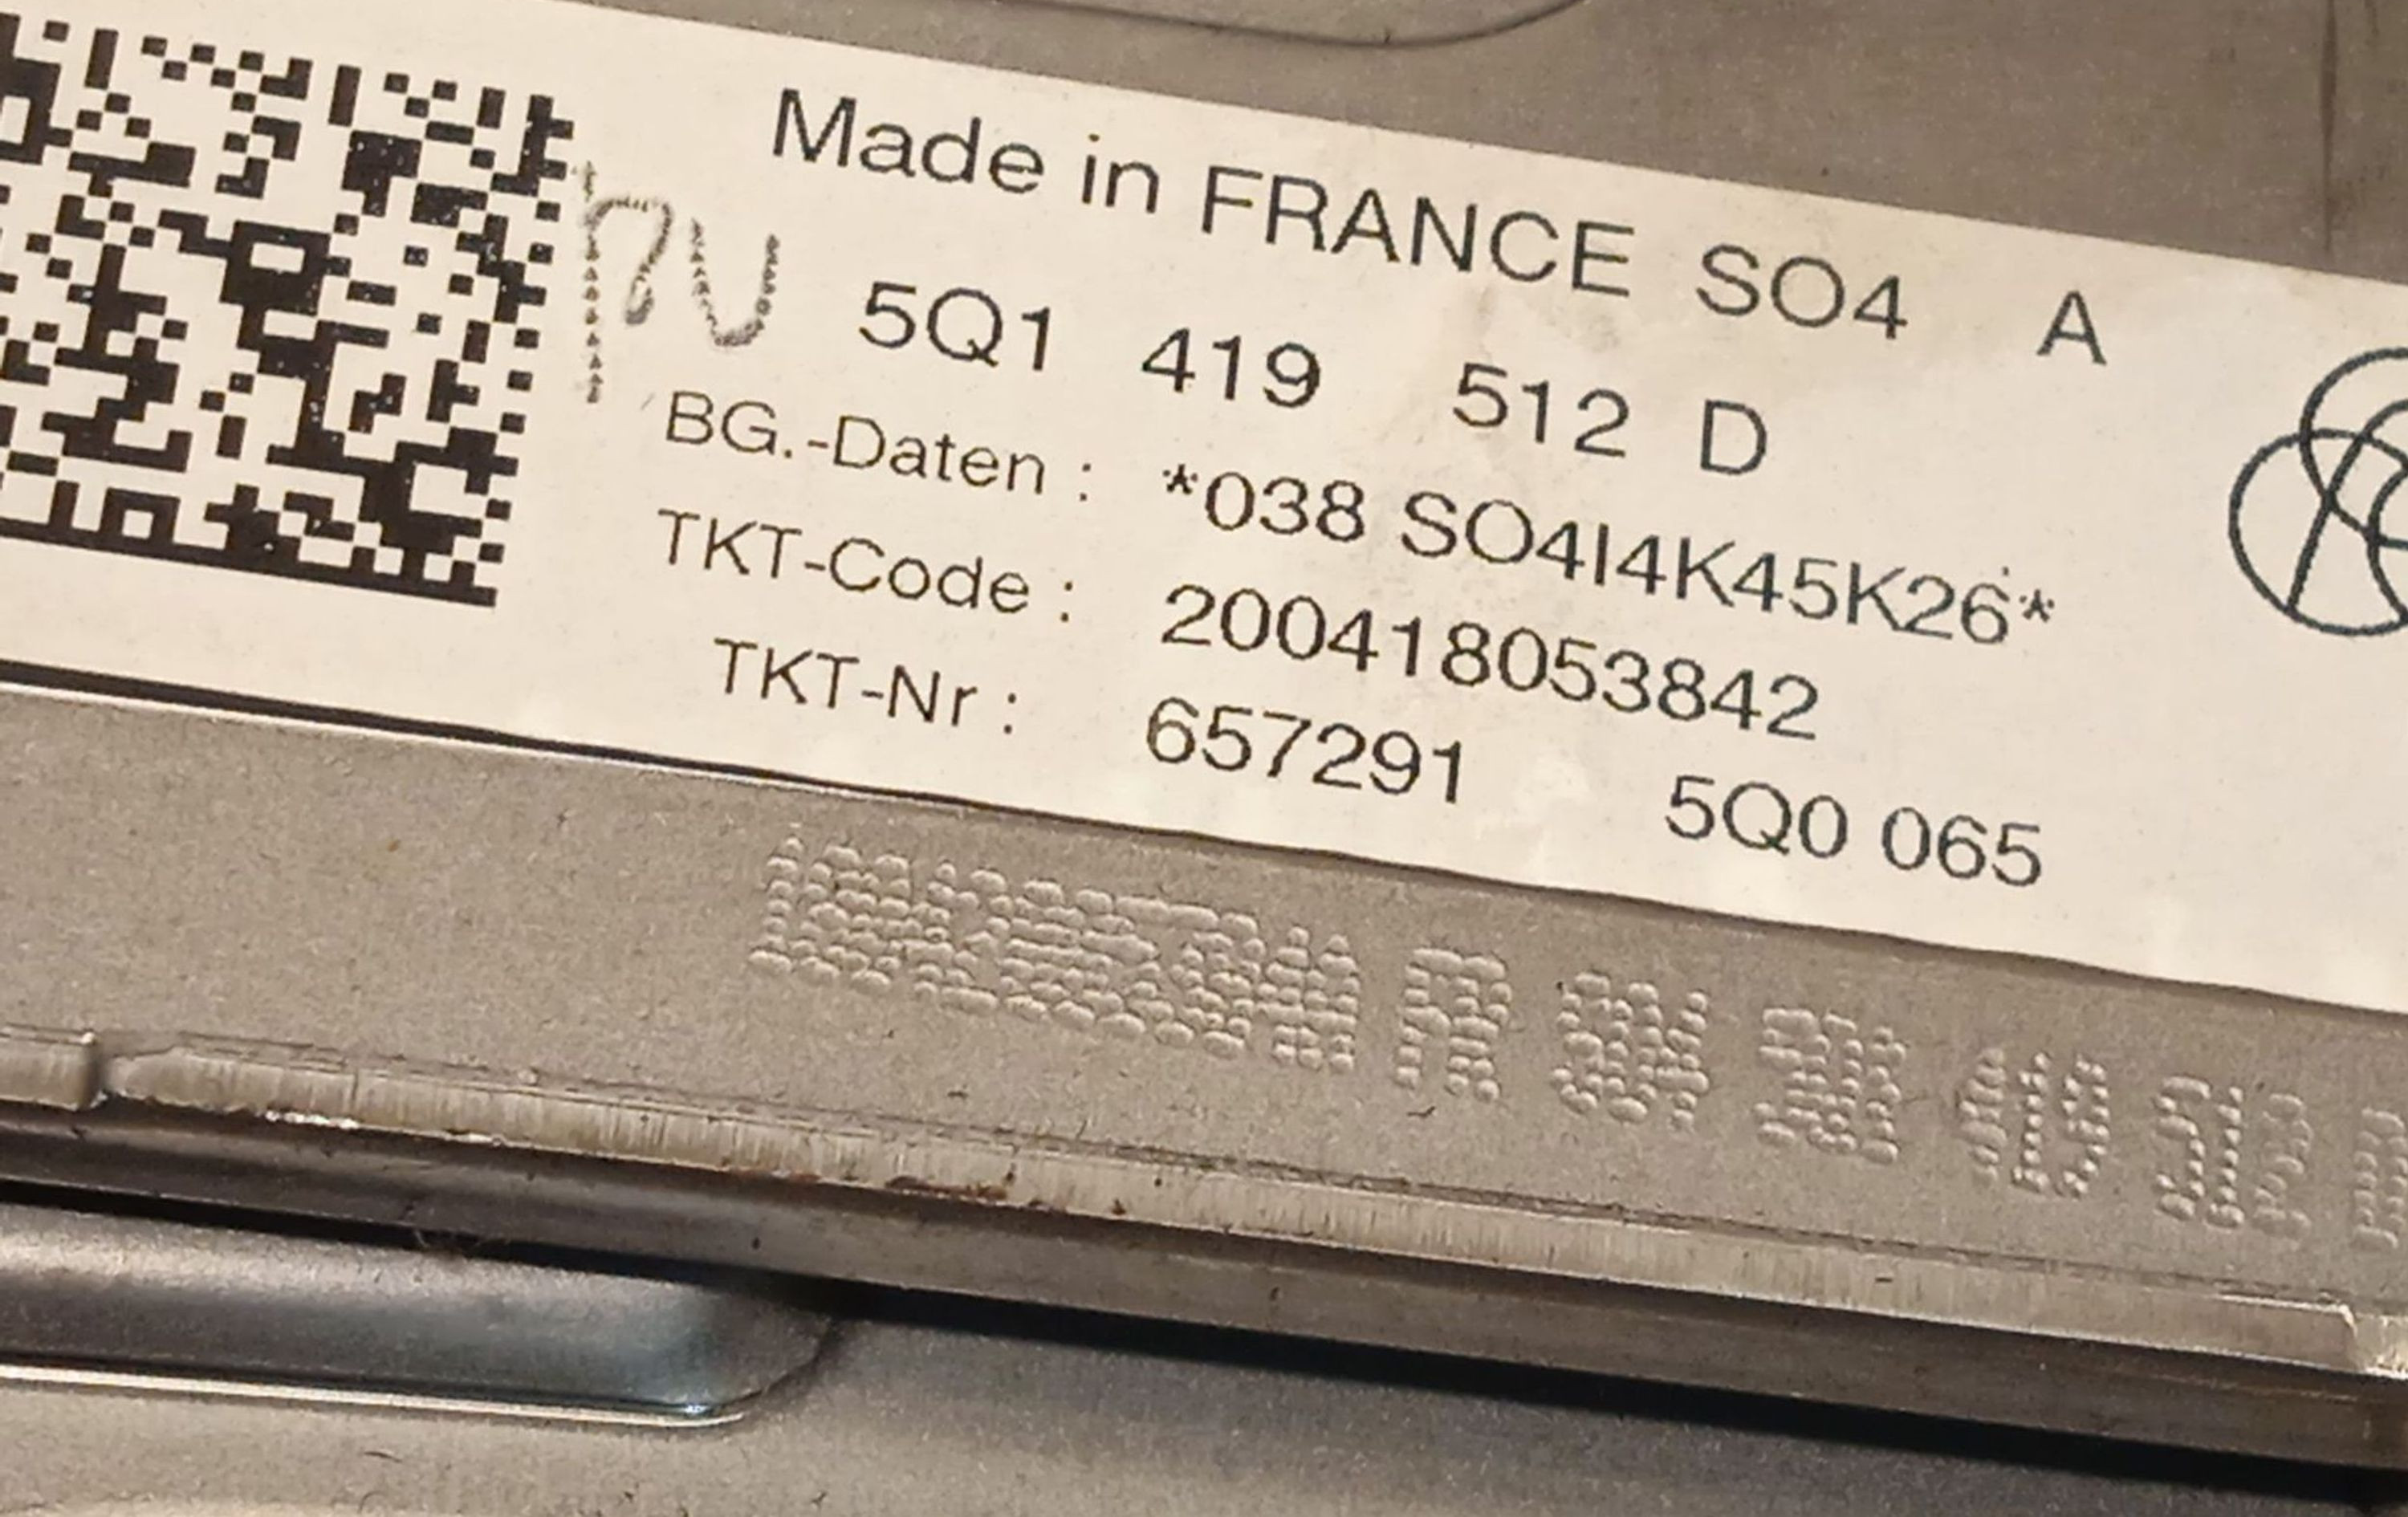 Made in FRANCE SO4 A
5Q1 419 512 D
BG.-Daten : *038 SO4I4K45K26*
TKT-Code : 200418053842
TKT-Nr : 657291 5Q0 065